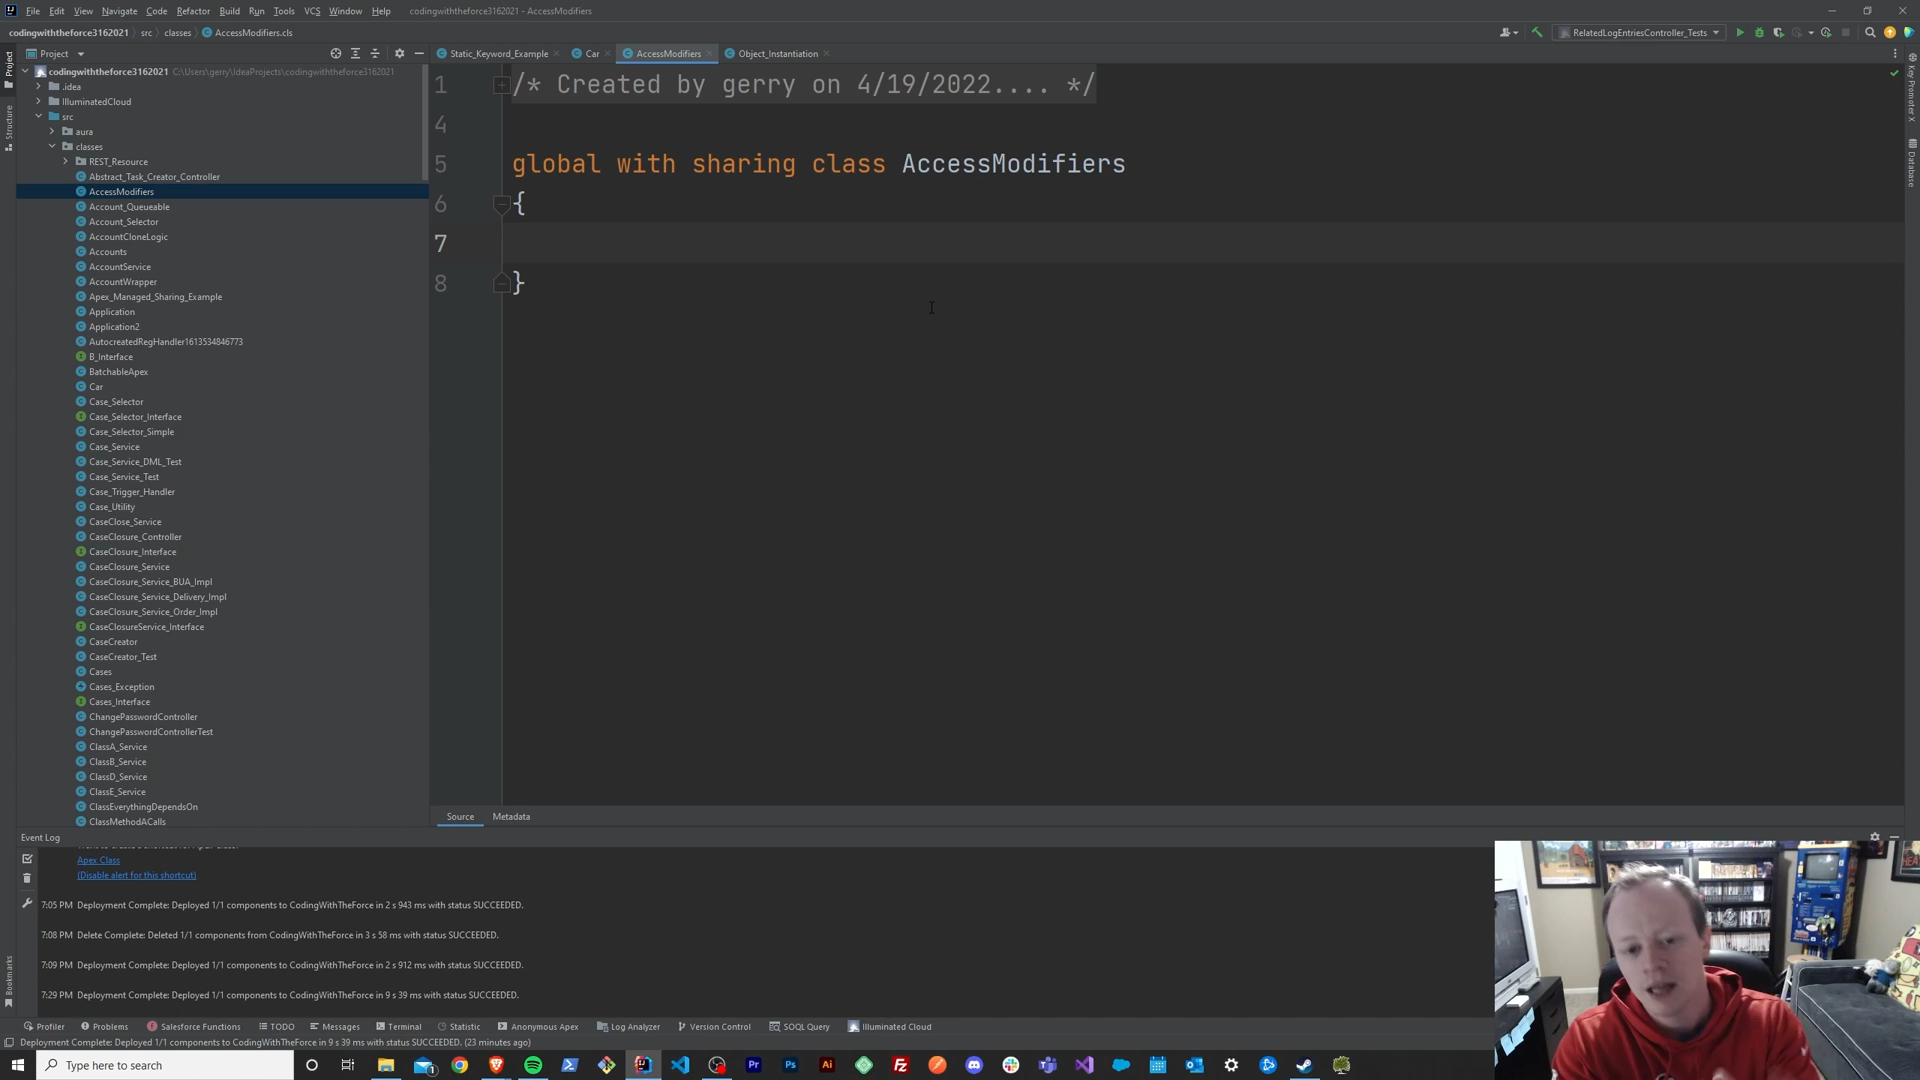 File Edit View Navigate Code Refactor Build Run Tools VCS Window Help codingwiththeforce3162021 - AccessModifiers
codingwiththeforce3162021 src classes AccessModifiers.cls
RelatedLogEntriesController_Tests
Project
Static_Keyword_Example Car AccessModifiers Object_Instantiation
codingwiththeforce3162021 C:\Users\gerry\IdeaProjects\codingwiththeforce3162021
.idea
IlluminatedCloud
src
aura
classes
REST_Resource
Abstract_Task_Creator_Controller
AccessModifiers
Account_Queueable
Account_Selector
AccountCloneLogic
Accounts
AccountService
AccountWrapper
Apex_Managed_Sharing_Example
Application
Application2
AutocreatedRegHandler1613534846773
B_Interface
BatchableApex
Car
Case_Selector
Case_Selector_Interface
Case_Selector_Simple
Case_Service
Case_Service_DML_Test
Case_Service_Test
Case_Trigger_Handler
Case_Utility
CaseClose_Service
CaseClosure_Controller
CaseClosure_Interface
CaseClosure_Service
CaseClosure_Service_BUA_Impl
CaseClosure_Service_Delivery_Impl
CaseClosure_Service_Order_Impl
CaseClosureService_Interface
CaseCreator
CaseCreator_Test
Cases
Cases_Exception
Cases_Interface
ChangePasswordController
ChangePasswordControllerTest
ClassA_Service
ClassB_Service
ClassD_Service
ClassE_Service
ClassEverythingDependsOn
ClassMethodACalls
1 /* Created by gerry on 4/19/2022.... */
4
5 global with sharing class AccessModifiers
6 {
7
8 }
Project
Structure
Bookmarks
Key Promoter X
Database
Source Metadata
Event Log
Apex Class
(Disable alert for this shortcut)
7:05 PM Deployment Complete: Deployed 1/1 components to CodingWithTheForce in 2 s 943 ms with status SUCCEEDED.
7:08 PM Delete Complete: Deleted 1/1 components from CodingWithTheForce in 3 s 58 ms with status SUCCEEDED.
7:09 PM Deployment Complete: Deployed 1/1 components to CodingWithTheForce in 2 s 912 ms with status SUCCEEDED.
7:29 PM Deployment Complete: Deployed 1/1 components to CodingWithTheForce in 9 s 39 ms with status SUCCEEDED.
Profiler Problems Salesforce Functions TODO Messages Terminal Statistic Anonymous Apex Log Analyzer Version Control SOQL Query Illuminated Cloud
Deployment Complete: Deployed 1/1 components to CodingWithTheForce in 9 s 39 ms with status SUCCEEDED. (23 minutes ago)
Type here to search